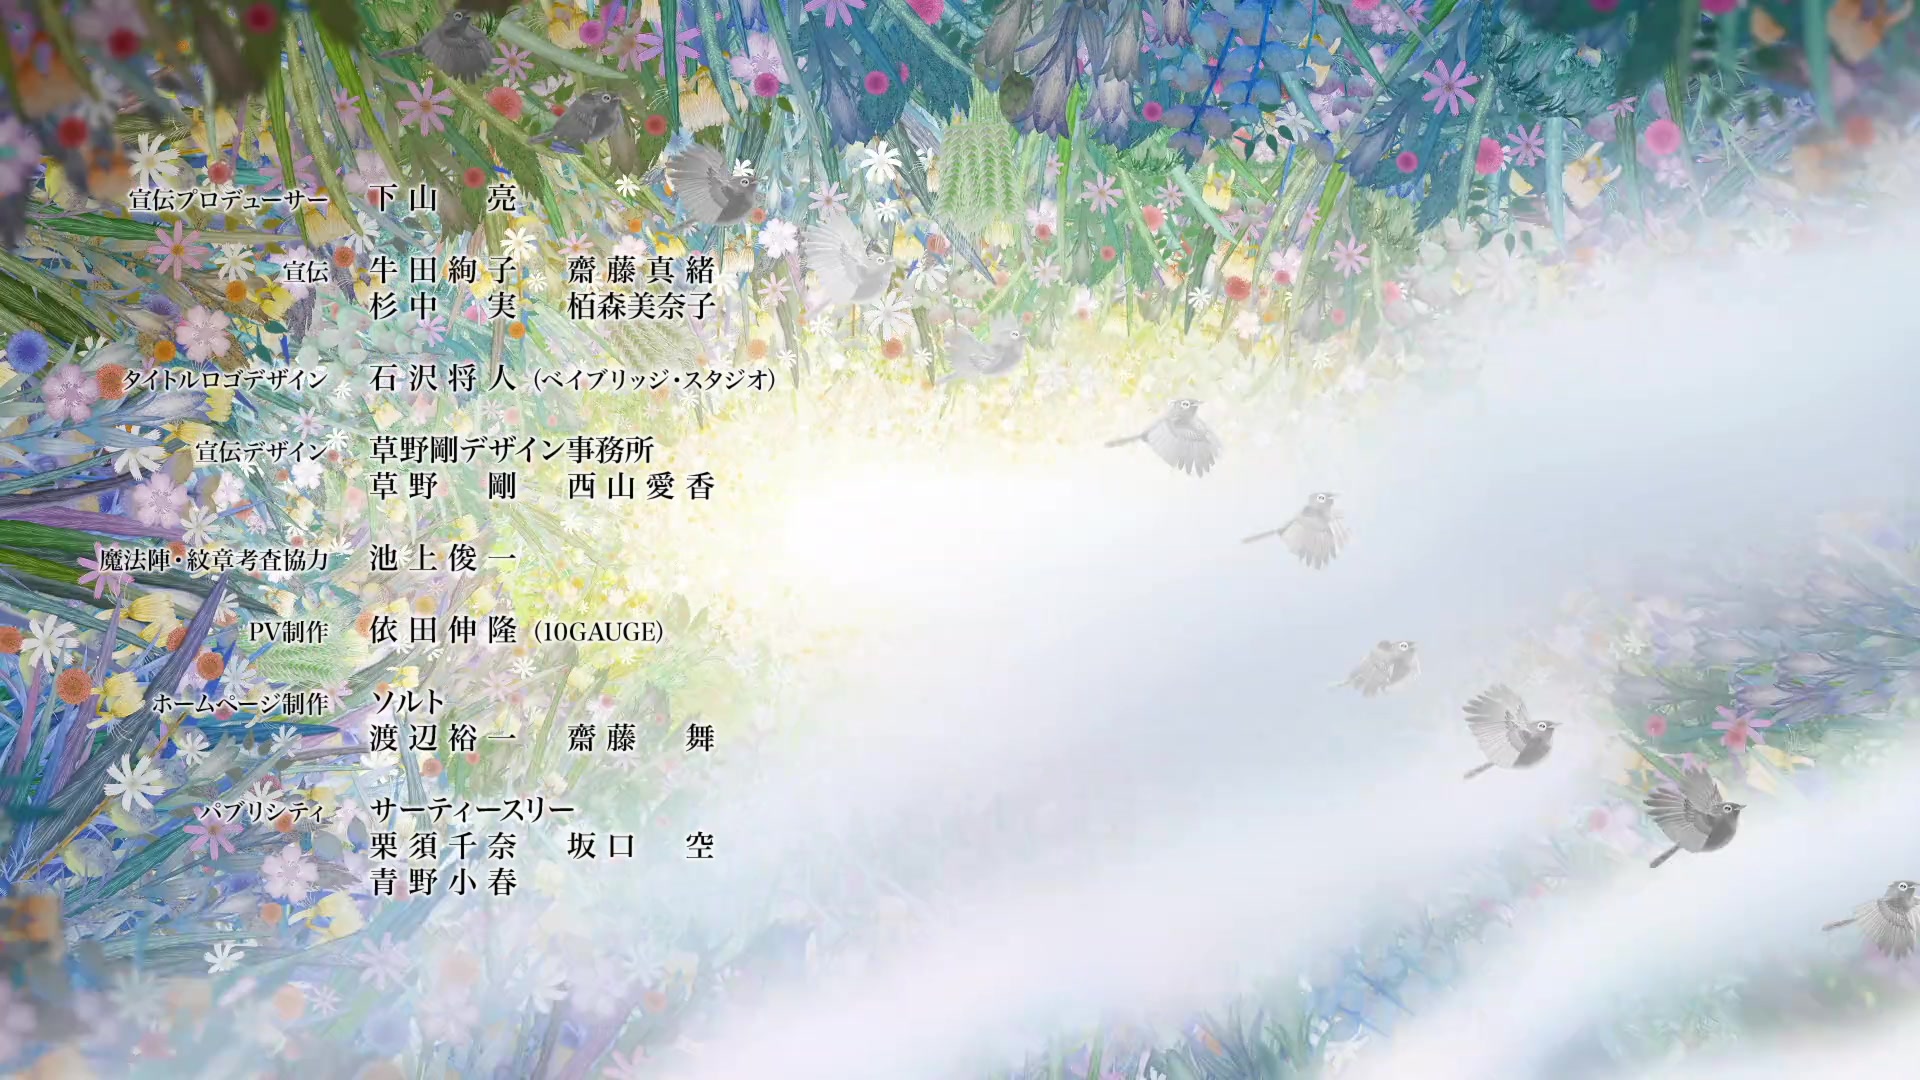 宣伝プロデューサー 下山 亮
宣伝 牛田絢子 齋藤真緒
杉中 実 栢森美奈子
タイトルロゴデザイン 石沢将人(ベイブリッジ・スタジオ)
宣伝デザイン 草野剛デザイン事務所
草野 剛 西山愛香
魔法陣・紋章考査協力 池上俊一
PV制作 依田伸隆(10GAUGE)
ホームページ制作 ソルト
渡辺裕一 齋藤 舞
パブリシティ サーティースリー
栗須千奈 坂口 空
青野小春